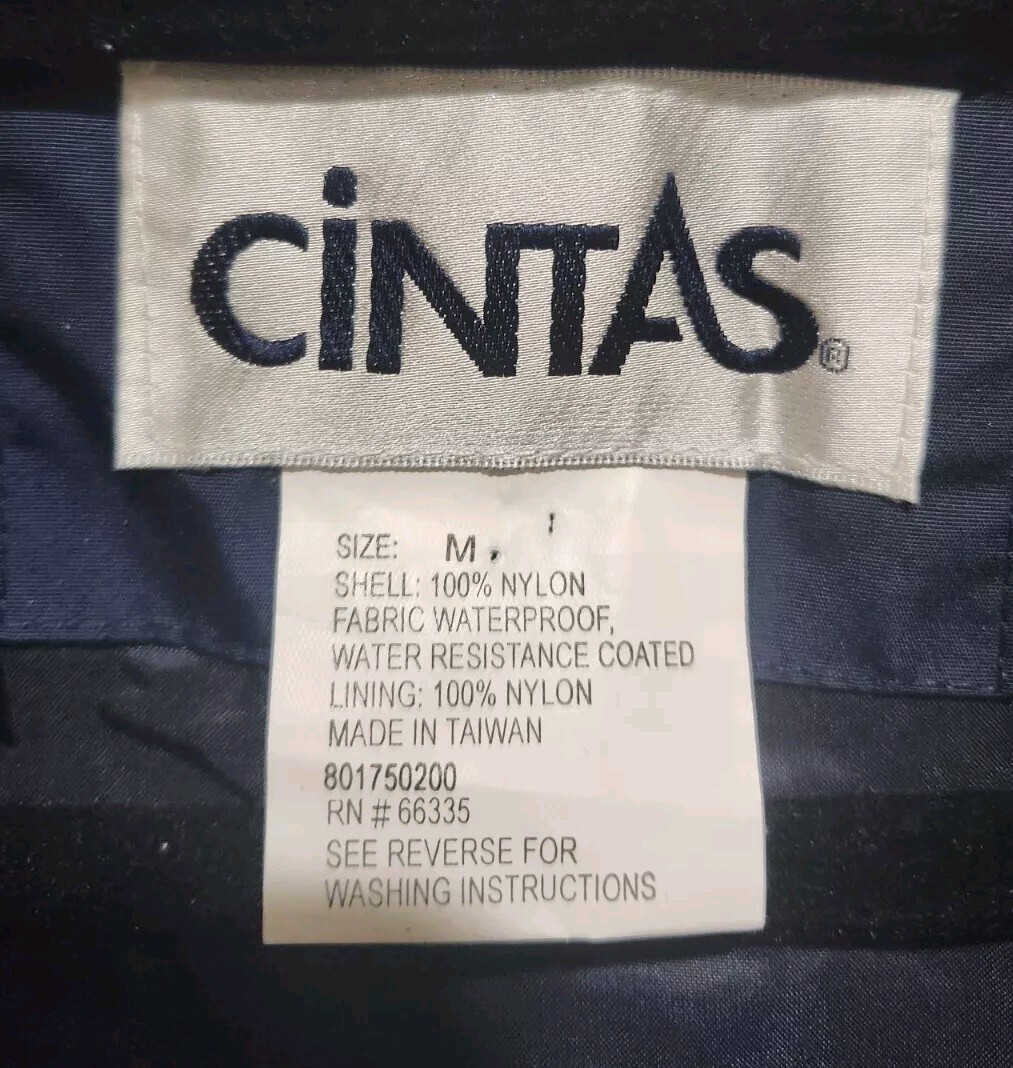 CiNTAS®
SIZE: M
SHELL: 100% NYLON
FABRIC WATERPROOF,
WATER RESISTANCE COATED
LINING: 100% NYLON
MADE IN TAIWAN
801750200
RN # 66335
SEE REVERSE FOR
WASHING INSTRUCTIONS